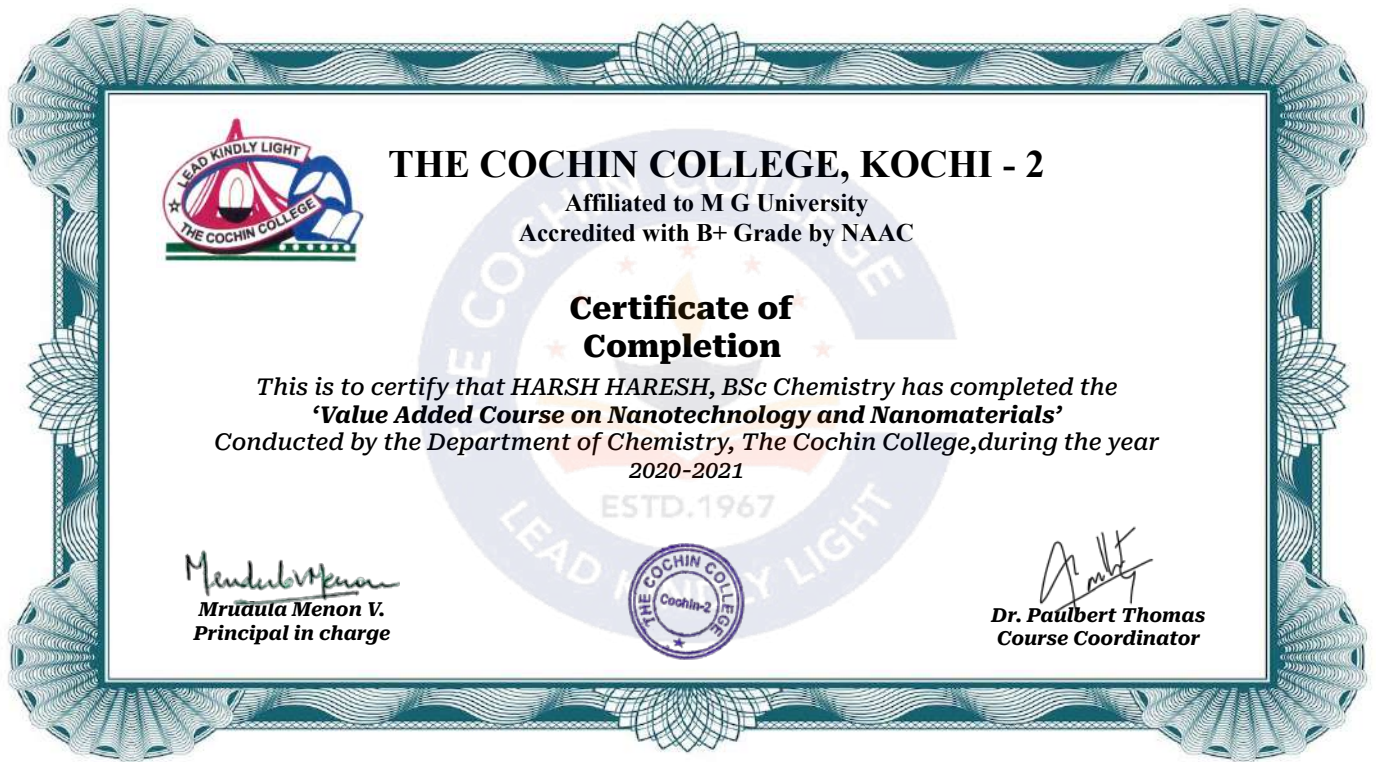 LEAD KINDLY LIGHT
THE COCHIN COLLEGE
THE COCHIN COLLEGE, KOCHI - 2
Affiliated to M G University
Accredited with B+ Grade by NAAC
THE COCHIN COLLEGE
Certificate of
Completion
This is to certify that HARSH HARESH, BSc Chemistry has completed the
‘Value Added Course on Nanotechnology and Nanomaterials’
Conducted by the Department of Chemistry, The Cochin College,during the year
2020-2021
ESTD.1967
LEAD KINDLY LIGHT
Mrudula Menon V.
Principal in charge
THE COCHIN COLLEGE
Cochin-2
Dr. Paulbert Thomas
Course Coordinator